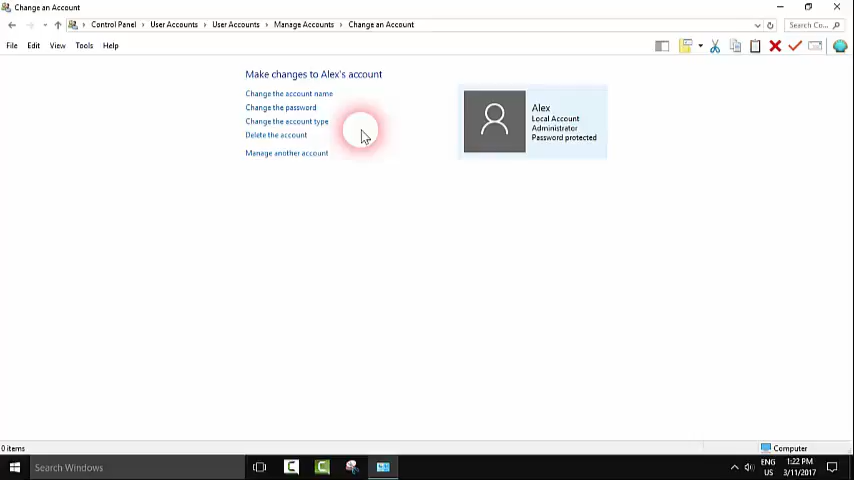 Change an Account
Control Panel > User Accounts > User Accounts > Manage Accounts > Change an Account
Search Co...
File Edit View Tools Help
Make changes to Alex's account
Change the account name
Change the password
Change the account type
Delete the account
Manage another account
Alex
Local Account
Administrator
Password protected
0 items
Computer
Search Windows
ENG
US
1:22 PM
3/11/2017